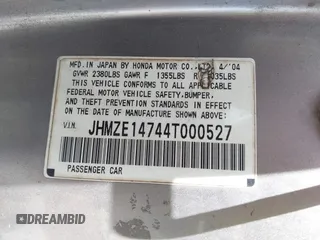 MFD. IN JAPAN BY HONDA MOTOR CO., LTD. 4/'04
GVWR 2380LBS GAWR F 1355LBS R 1035LBS
THIS VEHICLE CONFORMS TO ALL APPLICABLE
FEDERAL MOTOR VEHICLE SAFETY, BUMPER,
AND THEFT PREVENTION STANDARDS IN EFFECT
ON THE DATE OF MANUFACTURE SHOWN ABOVE.
V.I.N. JHMZE14744T000527
PASSENGER CAR
DREAMBID